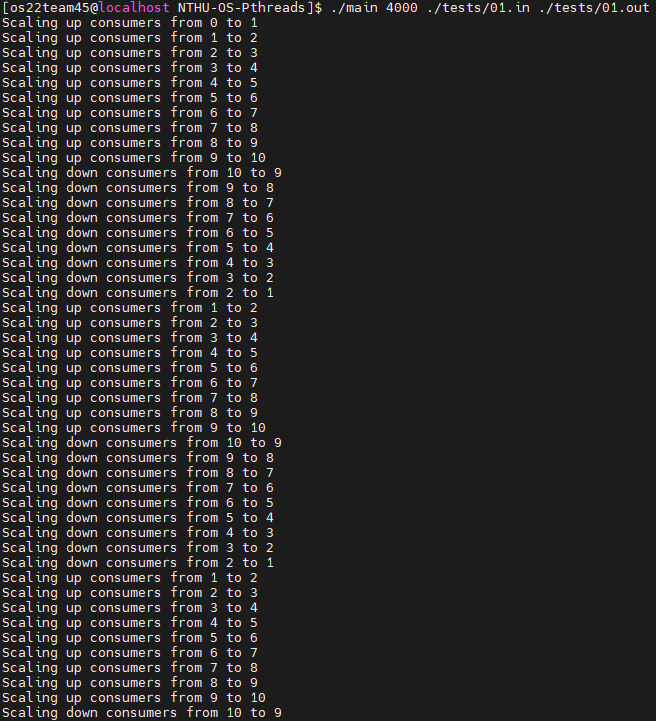 [os22team45@localhost NTHU-OS-Pthreads]$ ./main 4000 ./tests/01.in ./tests/01.out
Scaling up consumers from 0 to 1
Scaling up consumers from 1 to 2
Scaling up consumers from 2 to 3
Scaling up consumers from 3 to 4
Scaling up consumers from 4 to 5
Scaling up consumers from 5 to 6
Scaling up consumers from 6 to 7
Scaling up consumers from 7 to 8
Scaling up consumers from 8 to 9
Scaling up consumers from 9 to 10
Scaling down consumers from 10 to 9
Scaling down consumers from 9 to 8
Scaling down consumers from 8 to 7
Scaling down consumers from 7 to 6
Scaling down consumers from 6 to 5
Scaling down consumers from 5 to 4
Scaling down consumers from 4 to 3
Scaling down consumers from 3 to 2
Scaling down consumers from 2 to 1
Scaling up consumers from 1 to 2
Scaling up consumers from 2 to 3
Scaling up consumers from 3 to 4
Scaling up consumers from 4 to 5
Scaling up consumers from 5 to 6
Scaling up consumers from 6 to 7
Scaling up consumers from 7 to 8
Scaling up consumers from 8 to 9
Scaling up consumers from 9 to 10
Scaling down consumers from 10 to 9
Scaling down consumers from 9 to 8
Scaling down consumers from 8 to 7
Scaling down consumers from 7 to 6
Scaling down consumers from 6 to 5
Scaling down consumers from 5 to 4
Scaling down consumers from 4 to 3
Scaling down consumers from 3 to 2
Scaling down consumers from 2 to 1
Scaling up consumers from 1 to 2
Scaling up consumers from 2 to 3
Scaling up consumers from 3 to 4
Scaling up consumers from 4 to 5
Scaling up consumers from 5 to 6
Scaling up consumers from 6 to 7
Scaling up consumers from 7 to 8
Scaling up consumers from 8 to 9
Scaling up consumers from 9 to 10
Scaling down consumers from 10 to 9